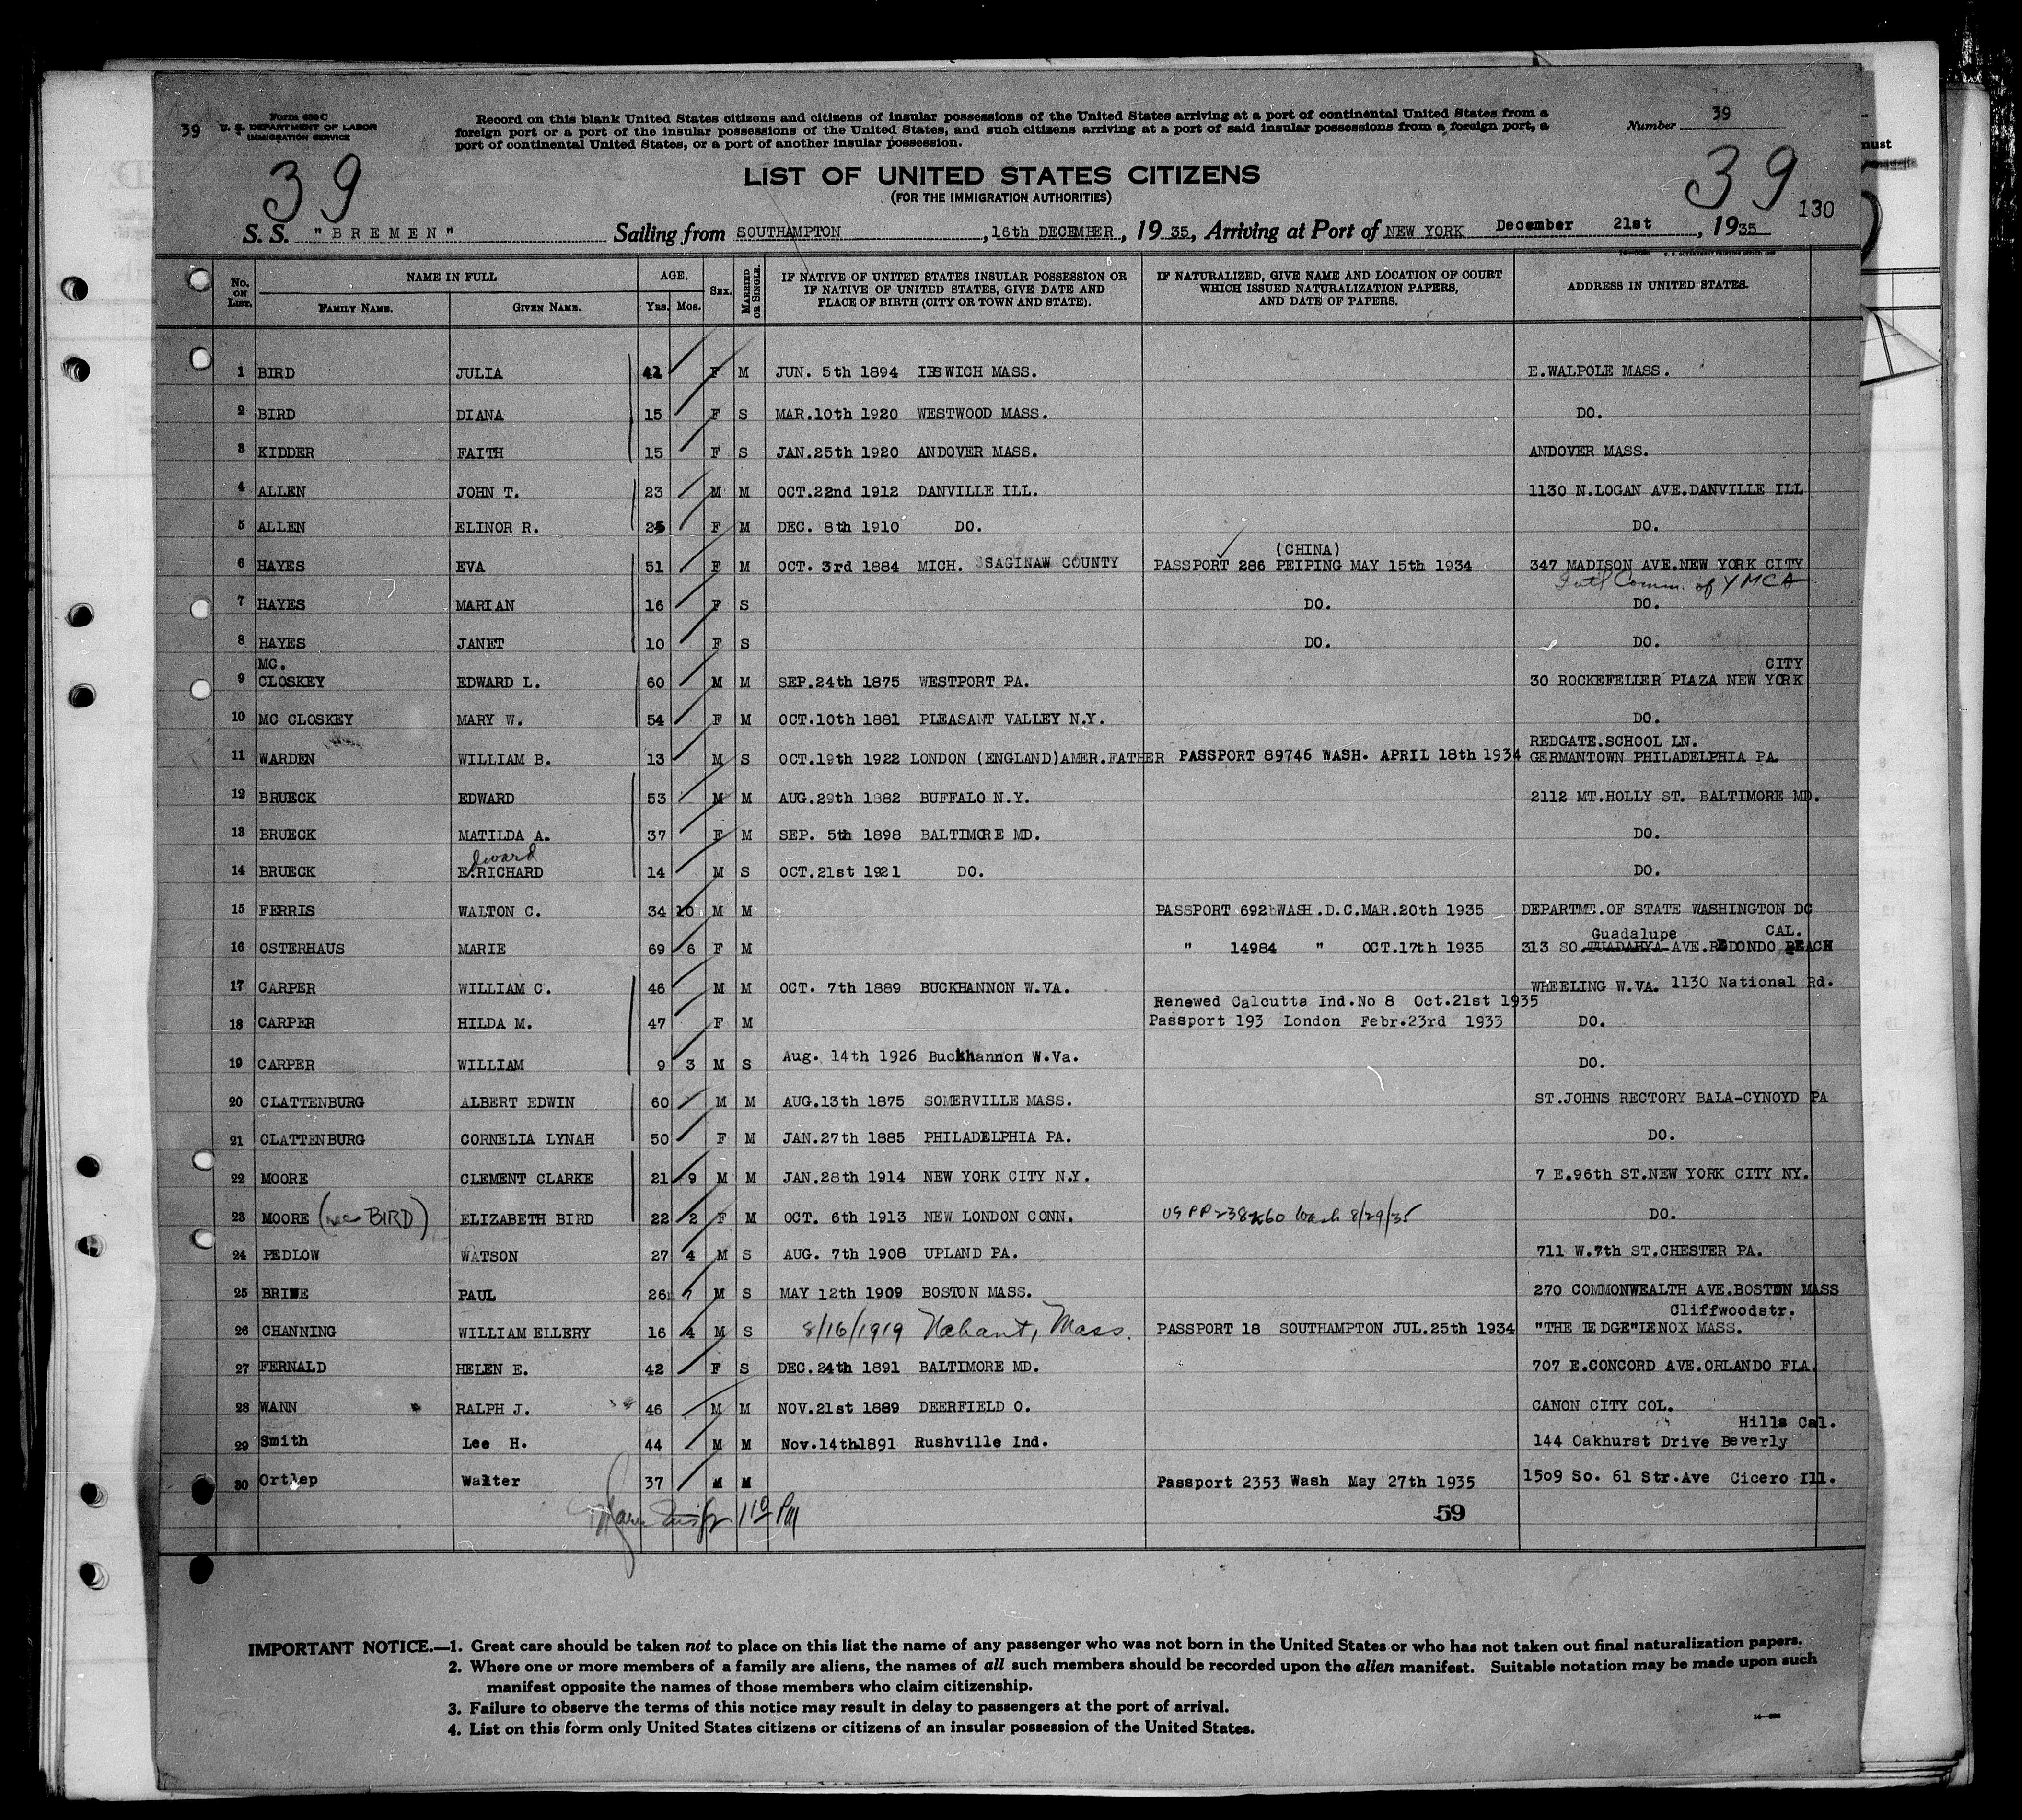 39
Form 630 C
U. S. DEPARTMENT OF LABOR
IMMIGRATION SERVICE
Record on this blank United States citizens and citizens of insular possessions of the United States arriving at a port of continental United States from a
foreign port or a port of the insular possessions of the United States, and such citizens arriving at a port of said insular possessions from a foreign port, a
port of continental United States, or a port of another insular possession.
Number 39
must
39
39
130
LIST OF UNITED STATES CITIZENS
(FOR THE IMMIGRATION AUTHORITIES)
S. S. "BREMEN" Sailing from SOUTHAMPTON, 16th DECEMBER, 1935, Arriving at Port of NEW YORK December 21st, 1935
No. ON LIST. NAME IN FULL AGE. SEX. MARRIED OR SINGLE. IF NATIVE OF UNITED STATES INSULAR POSSESSION OR IF NATIVE OF UNITED STATES, GIVE DATE AND PLACE OF BIRTH (CITY OR TOWN AND STATE). IF NATURALIZED, GIVE NAME AND LOCATION OF COURT WHICH ISSUED NATURALIZATION PAPERS, AND DATE OF PAPERS. ADDRESS IN UNITED STATES.
FAMILY NAME. GIVEN NAME. Yrs. Mos.
1 BIRD JULIA 41 F M JUN. 5th 1894 IPSWICH MASS. E.WALPOLE MASS.
2 BIRD DIANA 15 F S MAR.10th 1920 WESTWOOD MASS. DO.
3 KIDDER FAITH 15 F S JAN.25th 1920 ANDOVER MASS. ANDOVER MASS.
4 ALLEN JOHN T. 23 M M OCT.22nd 1912 DANVILLE ILL. 1130 N.LOGAN AVE.DANVILLE ILL
5 ALLEN ELINOR R. 25 F M DEC. 8th 1910 DO. DO.
(CHINA)
6 HAYES EVA 51 F M OCT. 3rd 1884 MICH. SAGINAW COUNTY PASSPORT 286 PEIPING MAY 15th 1934 347 MADISON AVE.NEW YORK CITY
Intl Comm. of YMCA
7 HAYES MARIAN 16 F S DO. DO.
8 HAYES JANET 10 F S DO. DO.
MC. CITY
9 CLOSKEY EDWARD L. 60 M M SEP.24th 1875 WESTPORT PA. 30 ROCKEFELLER PLAZA NEW YORK
10 MC CLOSKEY MARY W. 54 F M OCT.10th 1881 PLEASANT VALLEY N.Y. DO.
REDGATE.SCHOOL LN.
11 WARDEN WILLIAM B. 13 M S OCT.19th 1922 LONDON (ENGLAND)AMER.FATHER PASSPORT 89746 WASH. APRIL 18th 1934 GERMANTOWN PHILADELPHIA PA.
12 BRUECK EDWARD 53 M M AUG.29th 1882 BUFFALO N.Y. 2112 MT.HOLLY ST. BALTIMORE MD.
13 BRUECK MATILDA A. 37 F M SEP. 5th 1898 BALTIMORE MD. DO.
dward
14 BRUECK E.RICHARD 14 M S OCT.21st 1921 DO. DO.
15 FERRIS WALTON C. 34 10 M M PASSPORT 692 WASH.D.C.MAR.20th 1935 DEPARTMT.OF STATE WASHINGTON DC
Guadalupe CAL.
16 OSTERHAUS MARIE 69 6 F M " 14984 " OCT.17th 1935 313 SO. AVE.REDONDO BEACH
17 CARPER WILLIAM C. 46 M M OCT. 7th 1889 BUCKHANNON W.VA. WHEELING W.VA. 1130 National Rd.
Renewed Calcutta Ind.No 8 Oct.21st 1935
18 CARPER HILDA M. 47 F M Passport 193 London Febr.23rd 1933 DO.
19 CARPER WILLIAM 9 3 M S Aug. 14th 1926 Buckhannon W.Va. DO.
20 CLATTENBURG ALBERT EDWIN 60 M M AUG.13th 1875 SOMERVILLE MASS. ST.JOHNS RECTORY BALA-CYNOYD PA
21 CLATTENBURG CORNELIA LYNAH 50 F M JAN.27th 1885 PHILADELPHIA PA. DO.
22 MOORE CLEMENT CLARKE 21 9 M M JAN.28th 1914 NEW YORK CITY N.Y. 7 E.96th ST.NEW YORK CITY NY.
23 MOORE (nee BIRD) ELIZABETH BIRD 22 2 F M OCT. 6th 1913 NEW LONDON CONN. US PP Wash 8/29/35 DO.
24 PEDLOW WATSON 27 4 M S AUG. 7th 1908 UPLAND PA. 711 W.7th ST.CHESTER PA.
25 BRINE PAUL 26 7 M S MAY 12th 1909 BOSTON MASS. 270 COMMONWEALTH AVE.BOSTON MASS
Cliffwoodstr.
26 CHANNING WILLIAM ELLERY 16 4 M S 8/16/1919 Nahant, Mass. PASSPORT 18 SOUTHAMPTON JUL.25th 1934 "THE LEDGE"LENOX MASS.
27 FERNALD HELEN E. 42 F S DEC.24th 1891 BALTIMORE MD. 707 E.CONCORD AVE.ORLANDO FLA.
28 WANN RALPH J. 46 M M NOV.21st 1889 DEERFIELD O. CANON CITY COL.
Hills Cal.
29 Smith Lee H. 44 M M Nov.14th1891 Rushville Ind. 144 Oakhurst Drive Beverly
30 Ortlep Walter 37 M M Passport 2353 Wash May 27th 1935 1509 So. 61 Str.Ave Cicero Ill.
PM
59
IMPORTANT NOTICE.—1. Great care should be taken not to place on this list the name of any passenger who was not born in the United States or who has not taken out final naturalization papers.
2. Where one or more members of a family are aliens, the names of all such members should be recorded upon the alien manifest. Suitable notation may be made upon such
manifest opposite the names of those members who claim citizenship.
3. Failure to observe the terms of this notice may result in delay to passengers at the port of arrival.
4. List on this form only United States citizens or citizens of an insular possession of the United States.